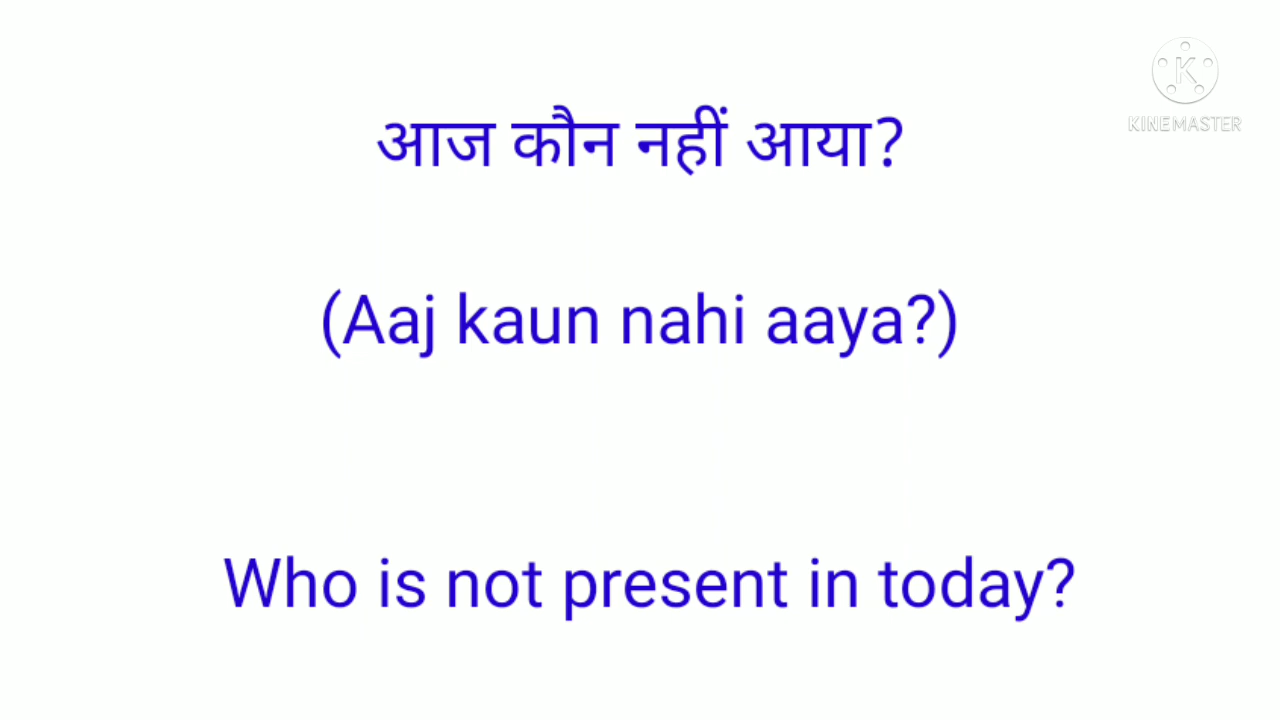 आज कौन नहीं आया?
KINEMASTER
(Aaj kaun nahi aaya?)
Who is not present in today?